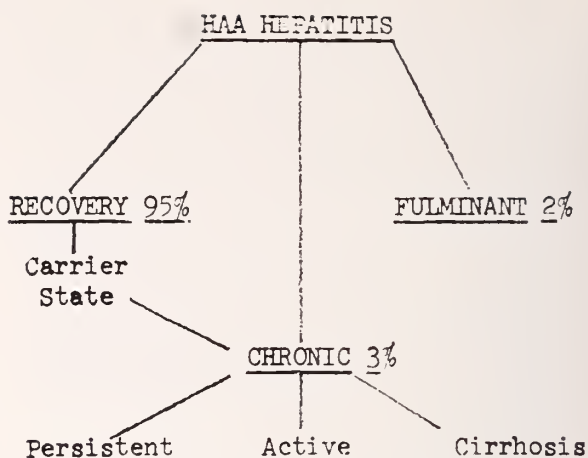 HAA HEPATITIS
RECOVERY 95% FULMINANT 2%
Carrier
State
CHRONIC 3%
Persistent Active Cirrhosis